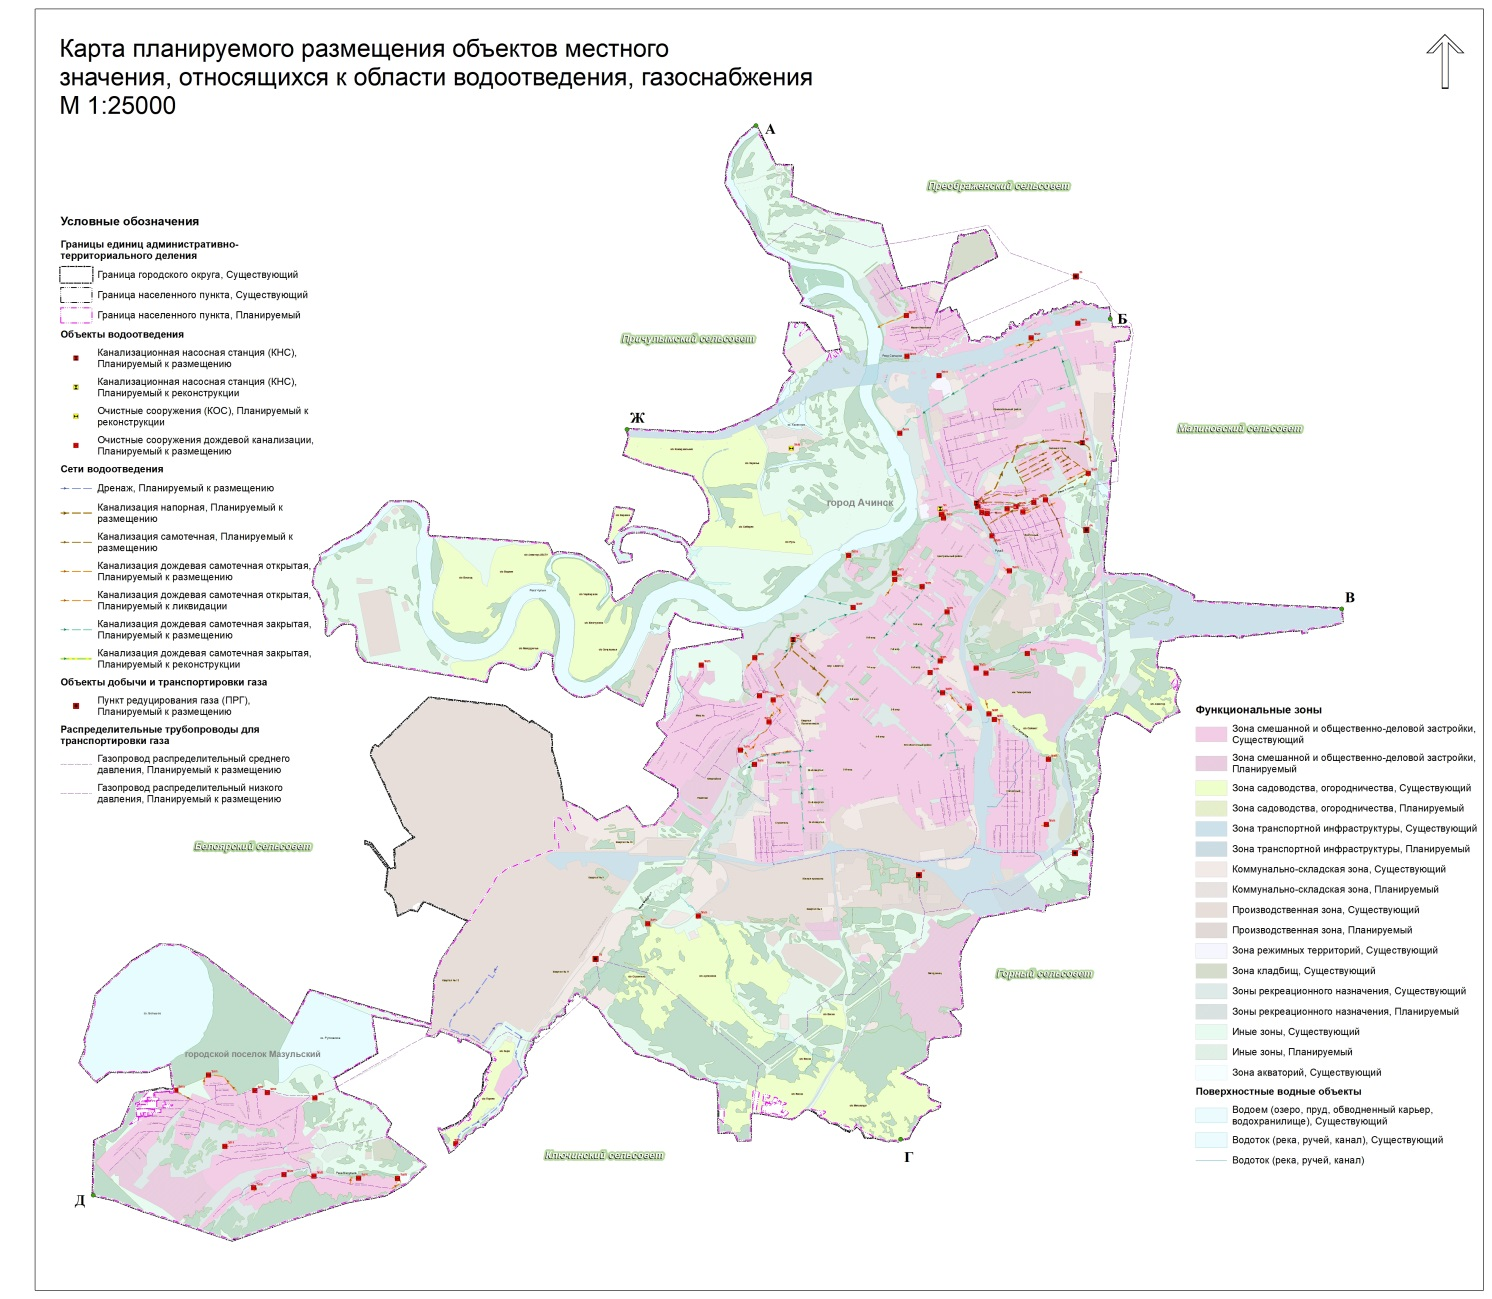 Карта планируемого размещения объектов местного
значения, относящихся к области водоотведения, газоснабжения
М 1:25000
А
Преображенский сельсовет
Условные обозначения
Границы единиц административно-
территориального деления
Граница городского округа, Существующий
Граница населенного пункта, Существующий
Граница населенного пункта, Планируемый
Объекты водоотведения
Канализационная насосная станция (КНС),
Планируемый к размещению
Канализационная насосная станция (КНС),
Планируемый к реконструкции
Очистные сооружения (КОС), Планируемый к
реконструкции
Очистные сооружения дождевой канализации,
Планируемый к размещению
Сети водоотведения
Дренаж, Планируемый к размещению
Канализация напорная, Планируемый к
размещению
Канализация самотечная, Планируемый к
размещению
Канализация дождевая самотечная открытая,
Планируемый к размещению
Канализация дождевая самотечная открытая,
Планируемый к ликвидации
Канализация дождевая самотечная закрытая,
Планируемый к размещению
Канализация дождевая самотечная закрытая,
Планируемый к реконструкции
Объекты добычи и транспортировки газа
Пункт редуцирования газа (ПРГ),
Планируемый к размещению
Распределительные трубопроводы для
транспортировки газа
Газопровод распределительный среднего
давления, Планируемый к размещению
Газопровод распределительный низкого
давления, Планируемый к размещению
Б
Причулымский сельсовет
Ж
Малиновский сельсовет
город Ачинск
В
Белоярский сельсовет
Горный сельсовет
городской поселок Мазульский
Ключинский сельсовет
Г
Д
Функциональные зоны
Зона смешанной и общественно-деловой застройки,
Существующий
Зона смешанной и общественно-деловой застройки,
Планируемый
Зона садоводства, огородничества, Существующий
Зона садоводства, огородничества, Планируемый
Зона транспортной инфраструктуры, Существующий
Зона транспортной инфраструктуры, Планируемый
Коммунально-складская зона, Существующий
Коммунально-складская зона, Планируемый
Производственная зона, Существующий
Производственная зона, Планируемый
Зона режимных территорий, Существующий
Зона кладбищ, Существующий
Зоны рекреационного назначения, Существующий
Зоны рекреационного назначения, Планируемый
Иные зоны, Существующий
Иные зоны, Планируемый
Зона акваторий, Существующий
Поверхностные водные объекты
Водоем (озеро, пруд, обводненный карьер,
водохранилище), Существующий
Водоток (река, ручей, канал), Существующий
Водоток (река, ручей, канал)